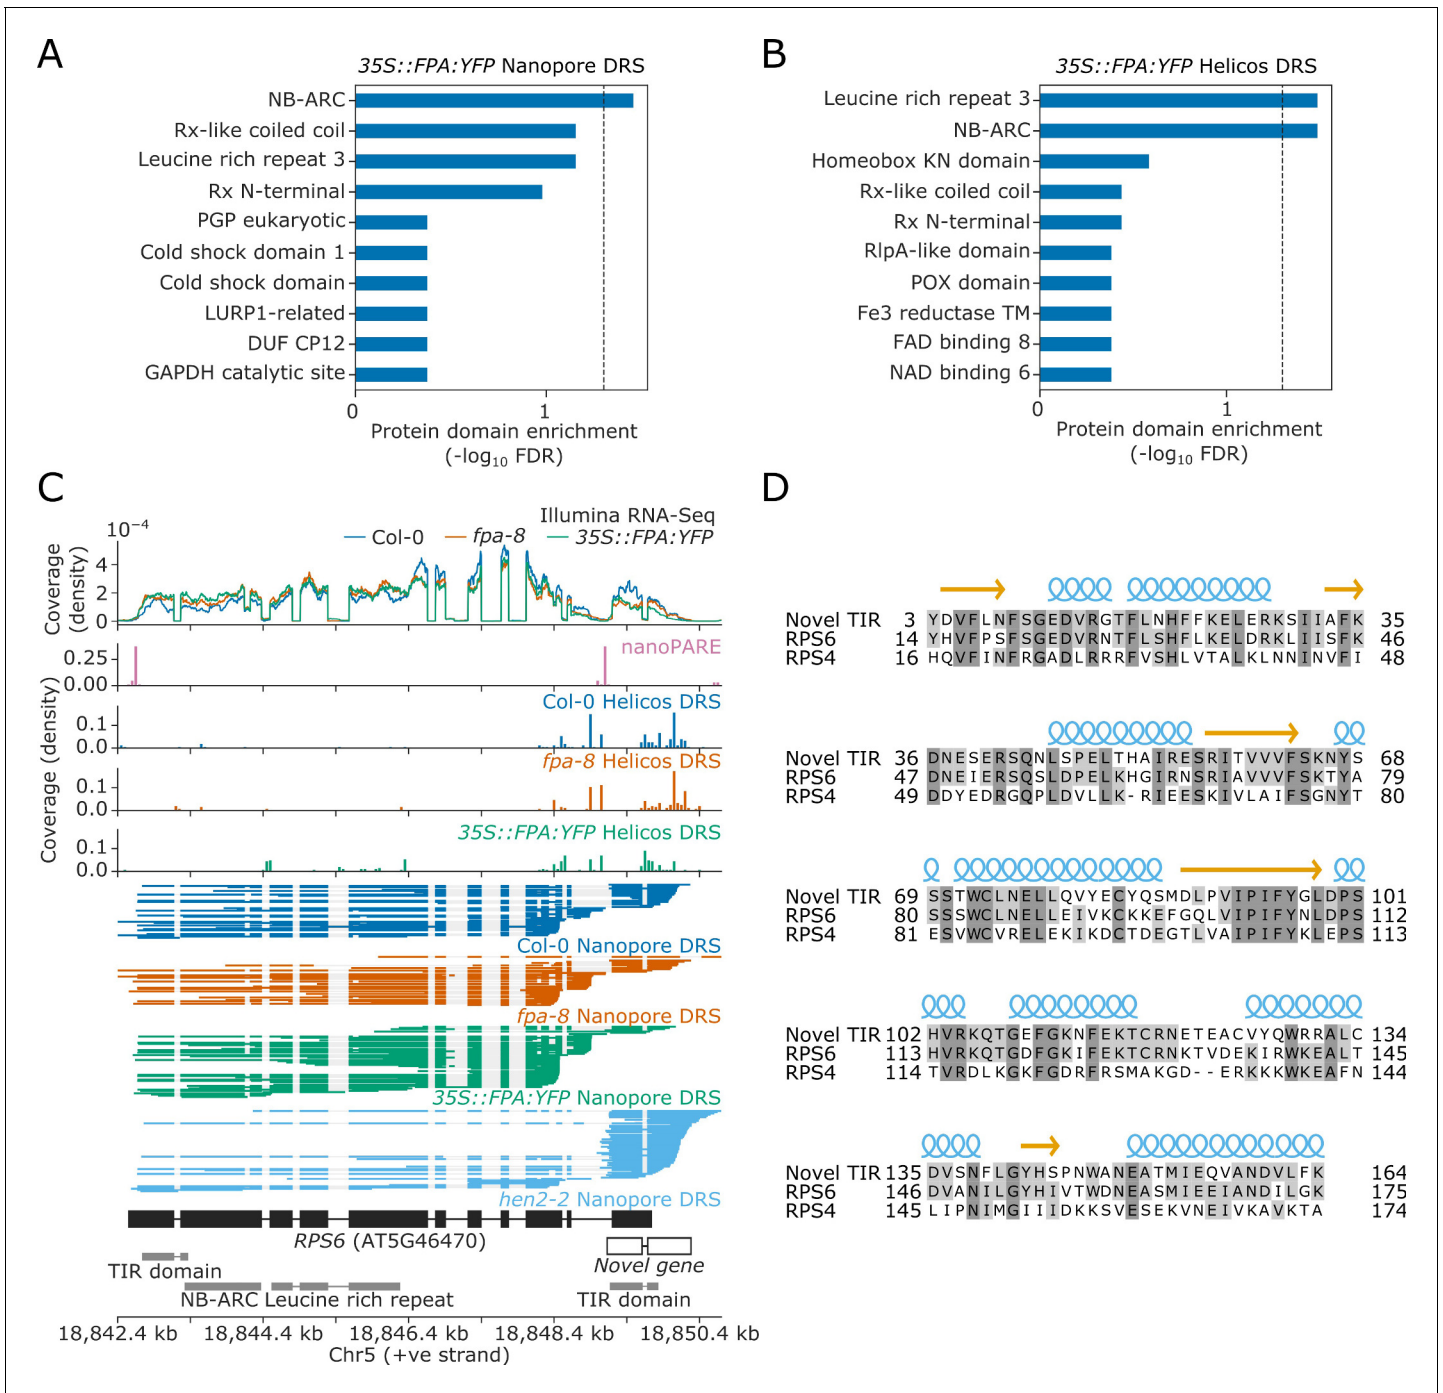 A
35S::FPA:YFP Nanopore DRS
NB-ARC
Rx-like coiled coil
Leucine rich repeat 3
Rx N-terminal
PGP eukaryotic
Cold shock domain 1
Cold shock domain
LURP1-related
DUF CP12
GAPDH catalytic site
0 1
Protein domain enrichment
(-log10 FDR)
B
35S::FPA:YFP Helicos DRS
Leucine rich repeat 3
NB-ARC
Homeobox KN domain
Rx-like coiled coil
Rx N-terminal
RlpA-like domain
POX domain
Fe3 reductase TM
FAD binding 8
NAD binding 6
0 1
Protein domain enrichment
(-log10 FDR)
C
Illumina RNA-Seq
Col-0 fpa-8 35S::FPA:YFP
10−4
4
2
0
Coverage
(density)
nanoPARE
0.25
0.00
Coverage (density)
Col-0 Helicos DRS
0.1
0.0
fpa-8 Helicos DRS
0.1
0.0
35S::FPA:YFP Helicos DRS
0.1
0.0
Col-0 Nanopore DRS
fpa-8 Nanopore DRS
35S::FPA:YFP Nanopore DRS
hen2-2 Nanopore DRS
RPS6 (AT5G46470)
Novel gene
TIR domain
NB-ARC Leucine rich repeat
TIR domain
18,842.4 kb 18,844.4 kb 18,846.4 kb 18,848.4 kb 18,850.4 kb
Chr5 (+ve strand)
D
Novel TIR 3 YDVFLNFSGEDVRGTFLNHFFKELERKSIIAFK 35
RPS6 14 YHVFPSFSGEDVRNTFLSHFLKELDRKLIIAFK 46
RPS4 16 HQVFINFRGADLRRRFVSHLVTALKLNNINVFI 48
Novel TIR 36 DNESERSQNLSPELTHAIRESRITVVVFSKNYS 68
RPS6 47 DNEIERSQSLDPELKHGIRNSRIAVVVFSKTYA 79
RPS4 49 DDYEDRGQPLDVLLK-RIEESKIVLAIFSGNYT 80
Novel TIR 69 SSTWCLNELLQVYECYQSMDLPVIPIFYGLDPS 101
RPS6 80 SSSWCLNELLEIVKCKKEFGQLVIPIFYNLDPS 112
RPS4 81 ESVWCVRELEKIKDCTDEGTLVAIPIFYKLEPS 113
Novel TIR 102 HVRKQTGEFGKNFEKTCRNETEACVYQWRRALC 134
RPS6 113 HVRKQTGDFGKIFEKTCRNKTVDEKIRWKEALT 145
RPS4 114 TVRDLKGKFGDRFRSMAKGD--ERKKKWKEAFN 144
Novel TIR 135 DVSNFLGYHSPNWANEATMIEQVANDVLFK 164
RPS6 146 DVANILGYHIVTWDNEASMIEEIANDILGK 175
RPS4 145 LIPNIMGIIIDKKSVESEKVNEIVKAVKTA 174